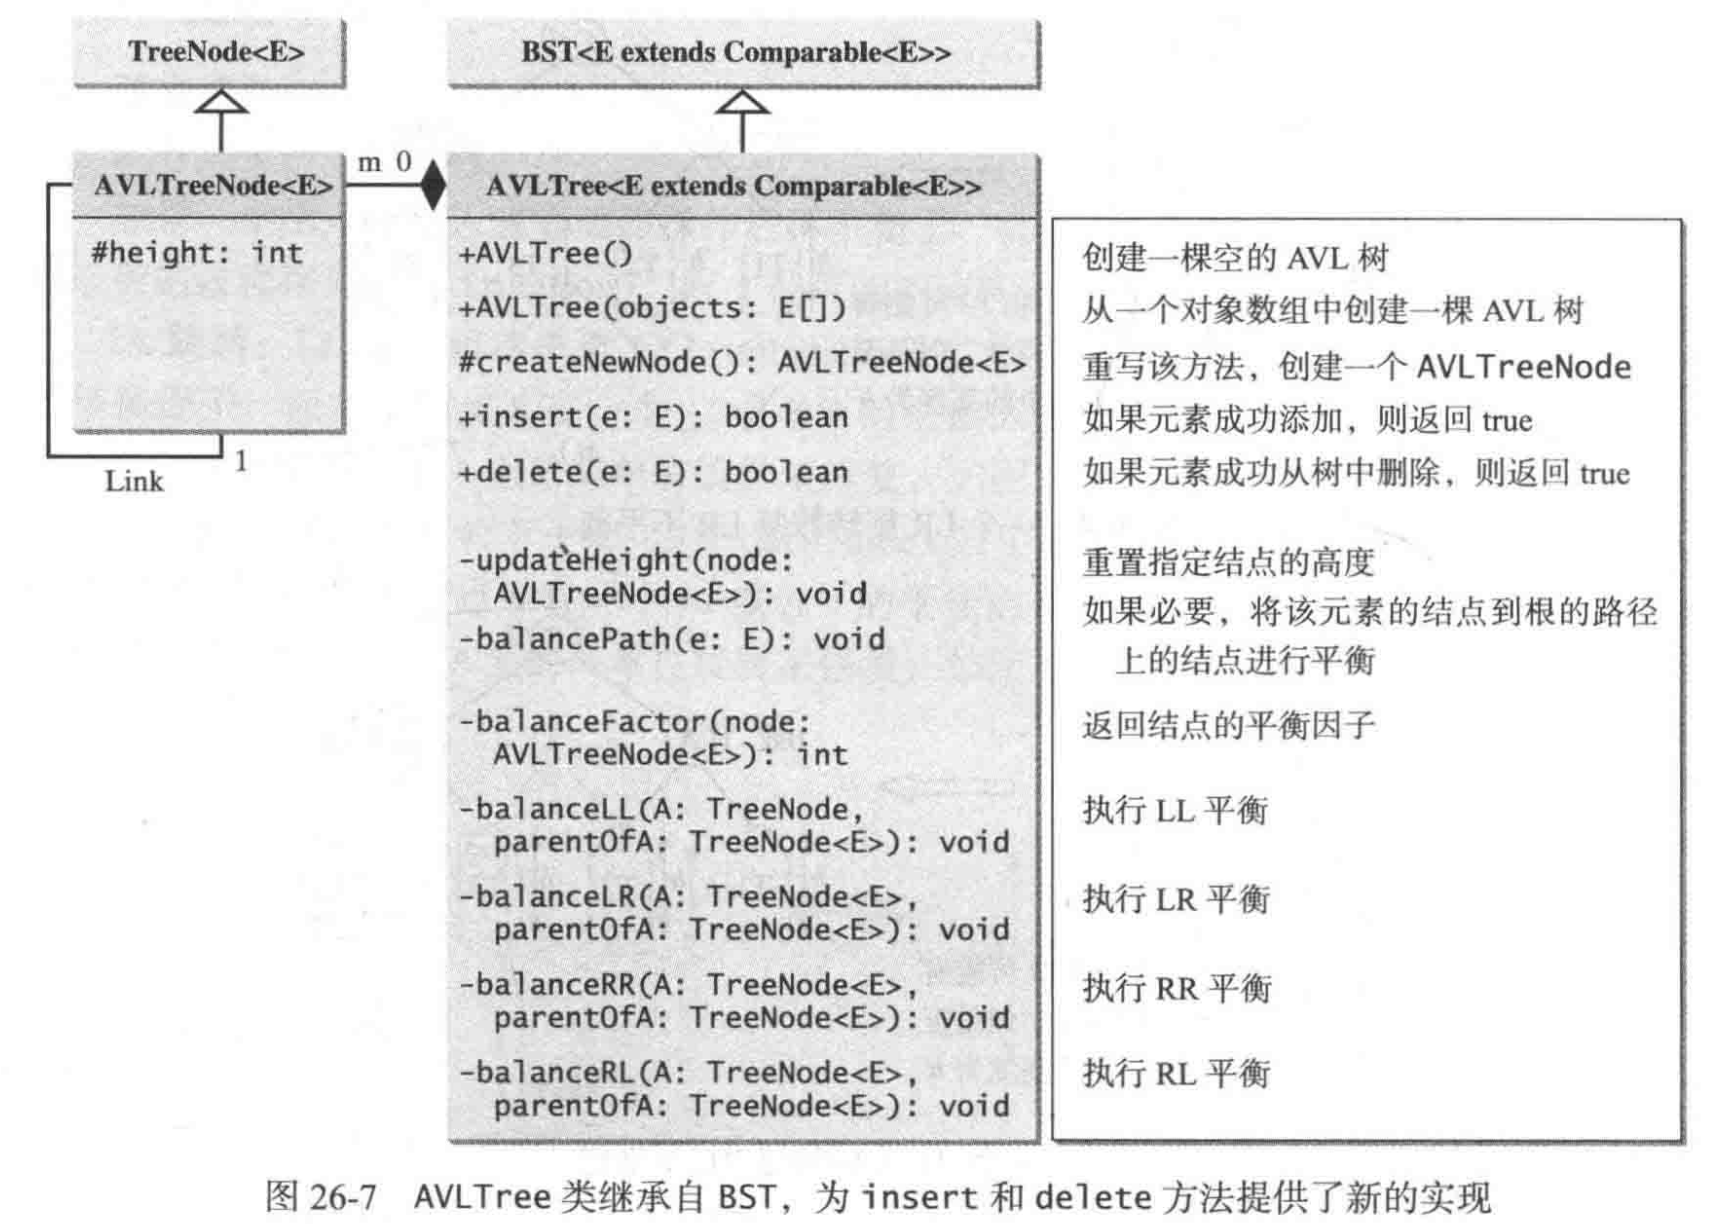 TreeNode<E>
BST<E extends Comparable<E>>
m 0
AVLTreeNode<E>
#height: int
1
Link
AVLTree<E extends Comparable<E>>
+AVLTree()
创建一棵空的 AVL 树
+AVLTree(objects: E[])
从一个对象数组中创建一棵 AVL 树
#createNewNode(): AVLTreeNode<E>
重写该方法，创建一个 AVLTreeNode
+insert(e: E): boolean
如果元素成功添加，则返回 true
+delete(e: E): boolean
如果元素成功从树中删除，则返回 true
-updateHeight(node:
AVLTreeNode<E>): void
重置指定结点的高度
-balancePath(e: E): void
如果必要，将该元素的结点到根的路径
上的结点进行平衡
-balanceFactor(node:
AVLTreeNode<E>): int
返回结点的平衡因子
-balanceLL(A: TreeNode,
parentOfA: TreeNode<E>): void
执行 LL 平衡
-balanceLR(A: TreeNode<E>,
parentOfA: TreeNode<E>): void
执行 LR 平衡
-balanceRR(A: TreeNode<E>,
parentOfA: TreeNode<E>): void
执行 RR 平衡
-balanceRL(A: TreeNode<E>,
parentOfA: TreeNode<E>): void
执行 RL 平衡
图 26-7 AVLTree 类继承自 BST，为 insert 和 delete 方法提供了新的实现